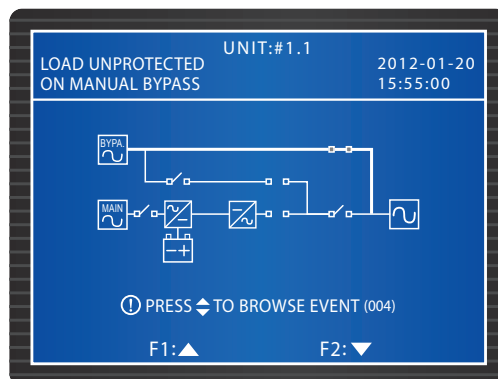 UNIT:#1.1
LOAD UNPROTECTED
ON MANUAL BYPASS
2012-01-20
15:55:00
BYPA.
MAIN
PRESS TO BROWSE EVENT (004)
F1:
F2: